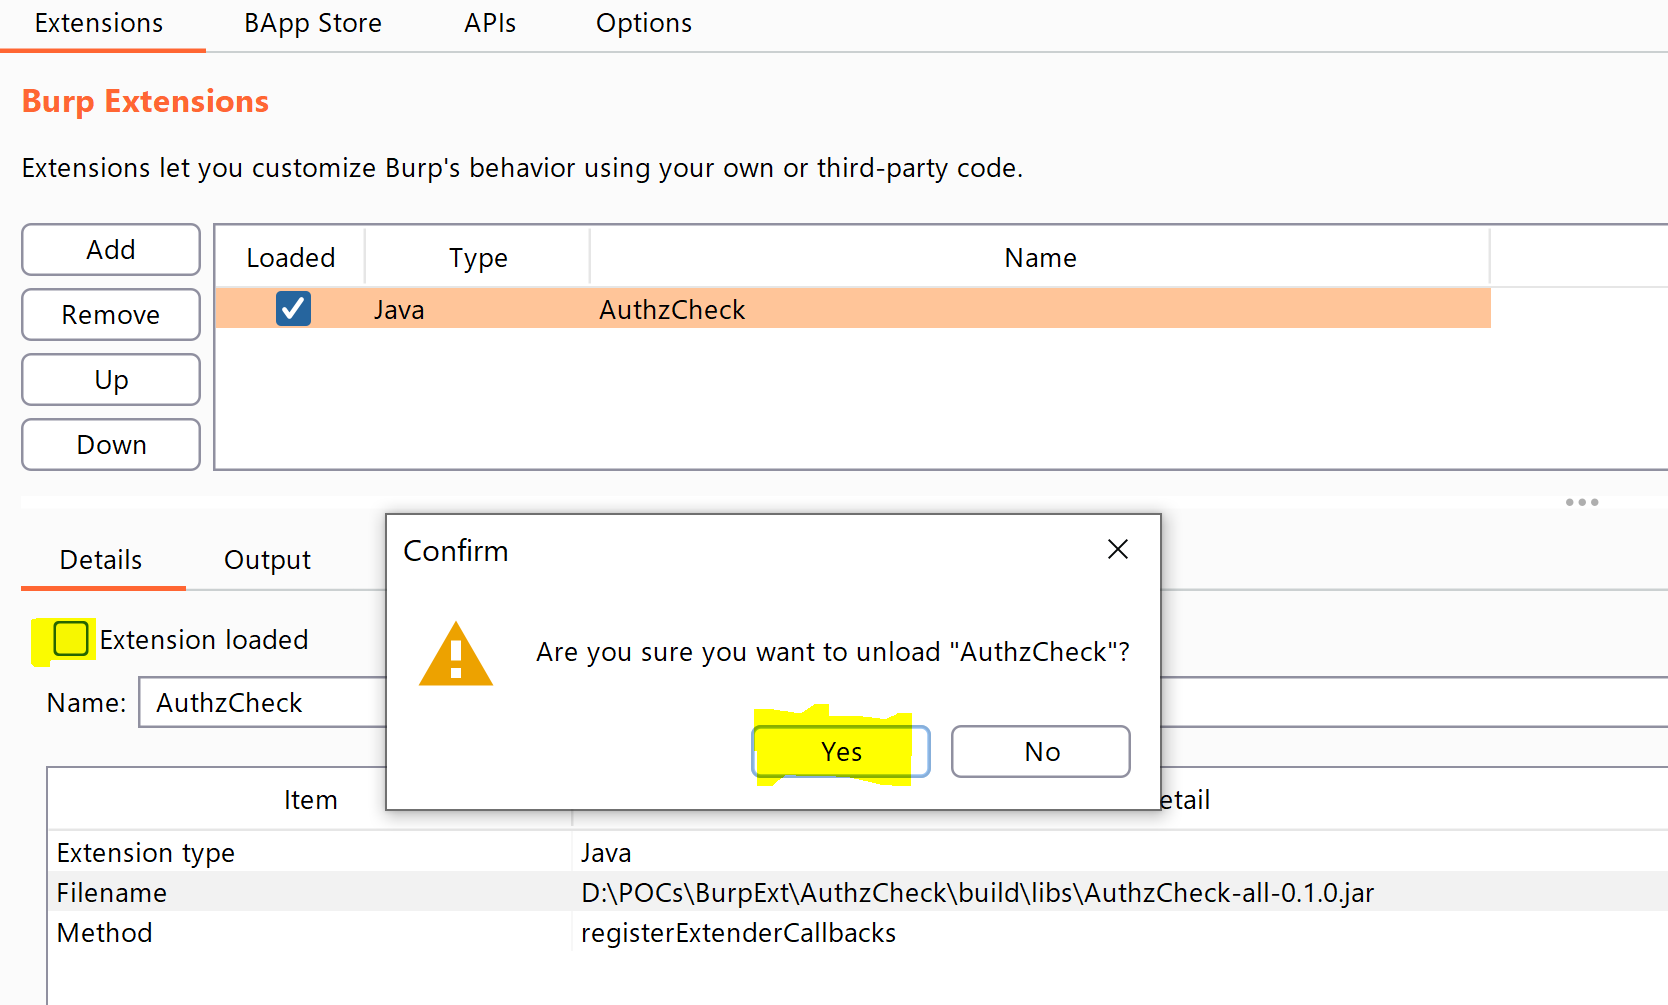 Extensions BApp Store APIs Options
Burp Extensions
Extensions let you customize Burp's behavior using your own or third-party code.
Add
Remove
Up
Down
Loaded Type Name
Java AuthzCheck
Details Output
Extension loaded
Name: AuthzCheck
Confirm
Are you sure you want to unload "AuthzCheck"?
Yes No
Item etail
Extension type Java
Filename D:\POCs\BurpExt\AuthzCheck\build\libs\AuthzCheck-all-0.1.0.jar
Method registerExtenderCallbacks